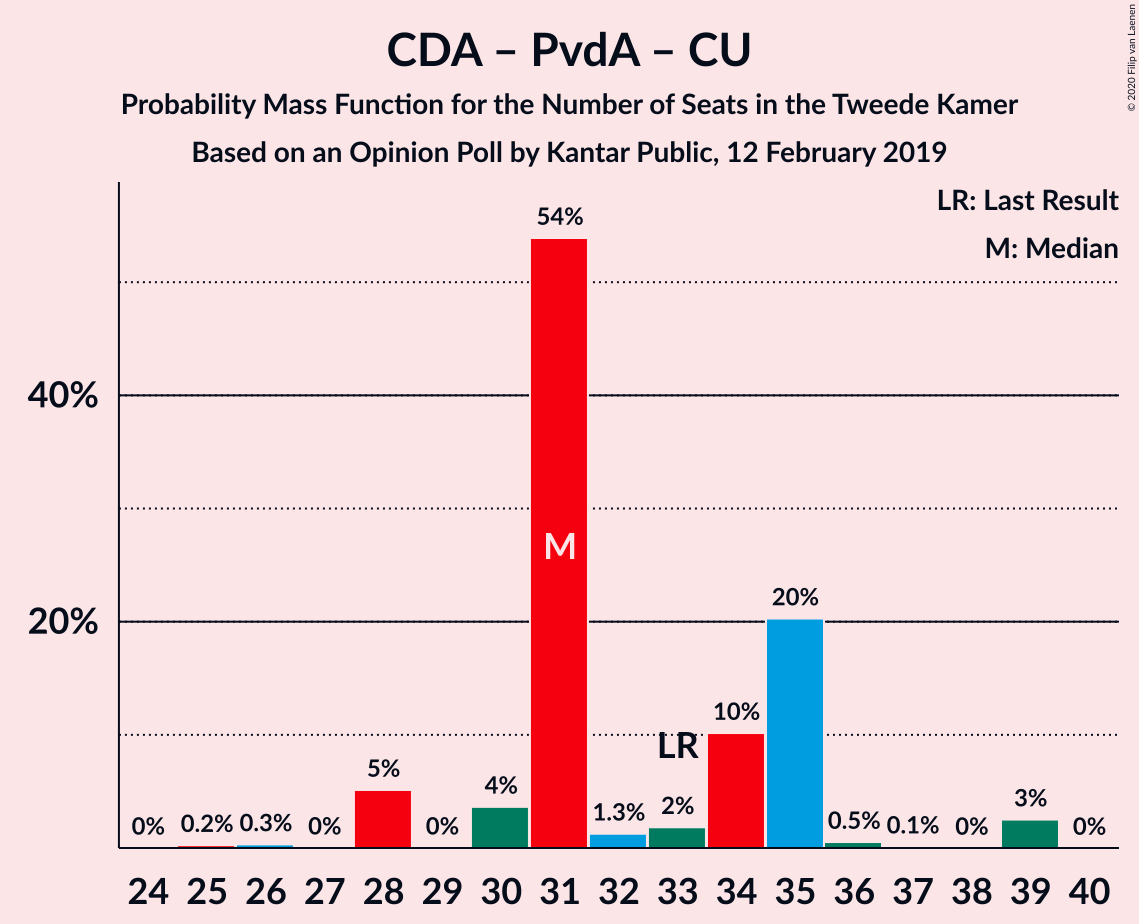 CDA – PvdA – CU
Probability Mass Function for the Number of Seats in the Tweede Kamer
Based on an Opinion Poll by Kantar Public, 12 February 2019
© 2020 Filip van Laenen
LR: Last Result
M: Median
40%
20%
0% 0.2% 0.3% 0% 5% 0% 4% 54% 1.3% 2% 10% 20% 0.5% 0.1% 0% 3% 0%
M
LR
24 25 26 27 28 29 30 31 32 33 34 35 36 37 38 39 40